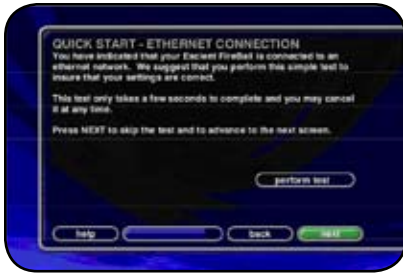 QUICK START - ETHERNET CONNECTION
You have indicated that your Escient FireBall is connected to an
ethernet network. We suggest that you perform this simple test to
insure that your settings are correct.
This test only takes a few seconds to complete and you may cancel
it at any time.
Press NEXT to skip the test and to advance to the next screen.
perform test
help
back
next